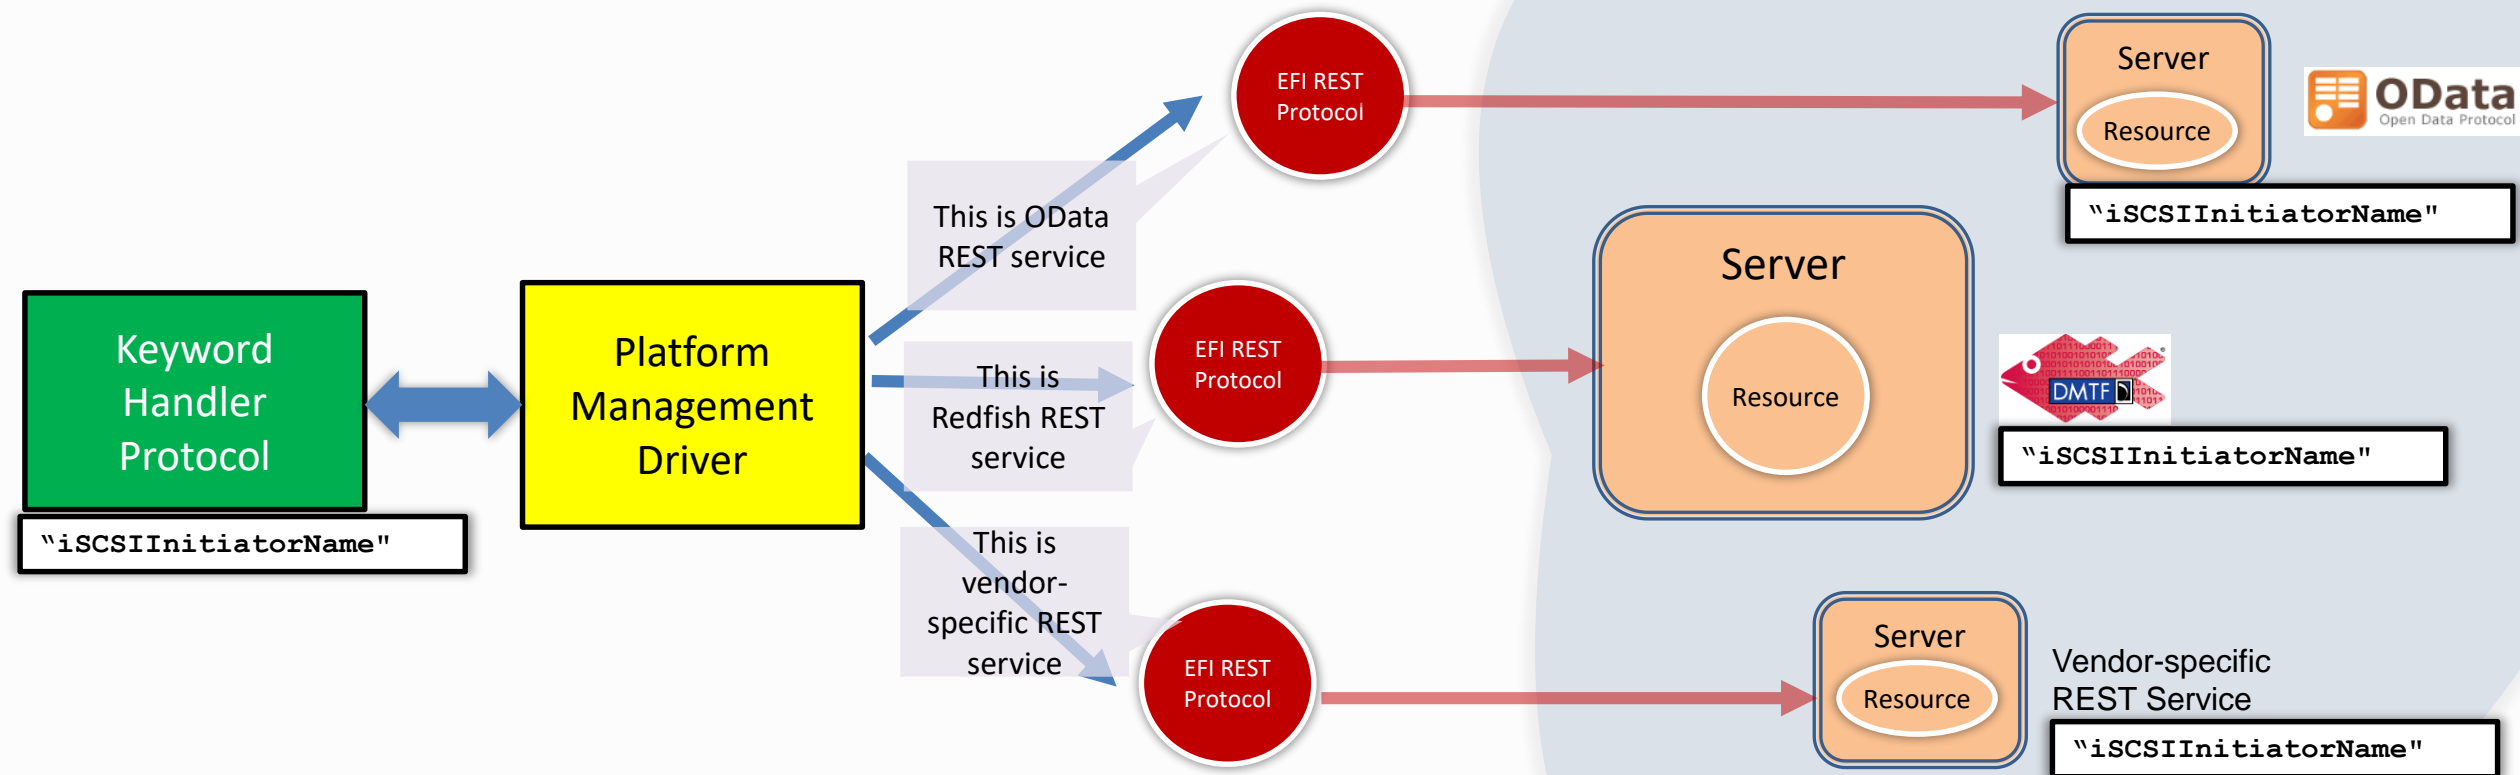 Keyword
Handler
Protocol
“iSCSIInitiatorName"
Platform
Management
Driver
This is OData
REST service
This is
Redfish REST
service
This is
vendor-
specific REST
service
EFI REST
Protocol
EFI REST
Protocol
EFI REST
Protocol
Server
Resource
OData
Open Data Protocol
“iSCSIInitiatorName"
Server
Resource
DMTF
“iSCSIInitiatorName"
Server
Resource
Vendor-specific
REST Service
“iSCSIInitiatorName"